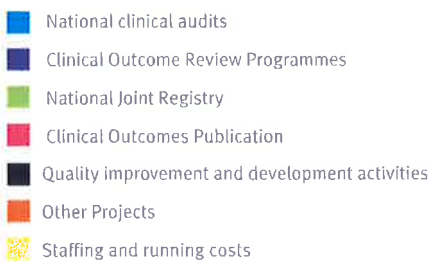 National clinical audits
Clinical Outcome Review Programmes
National Joint Registry
Clinical Outcomes Publication
Quality improvement and development activities
Other Projects
Staffing and running costs